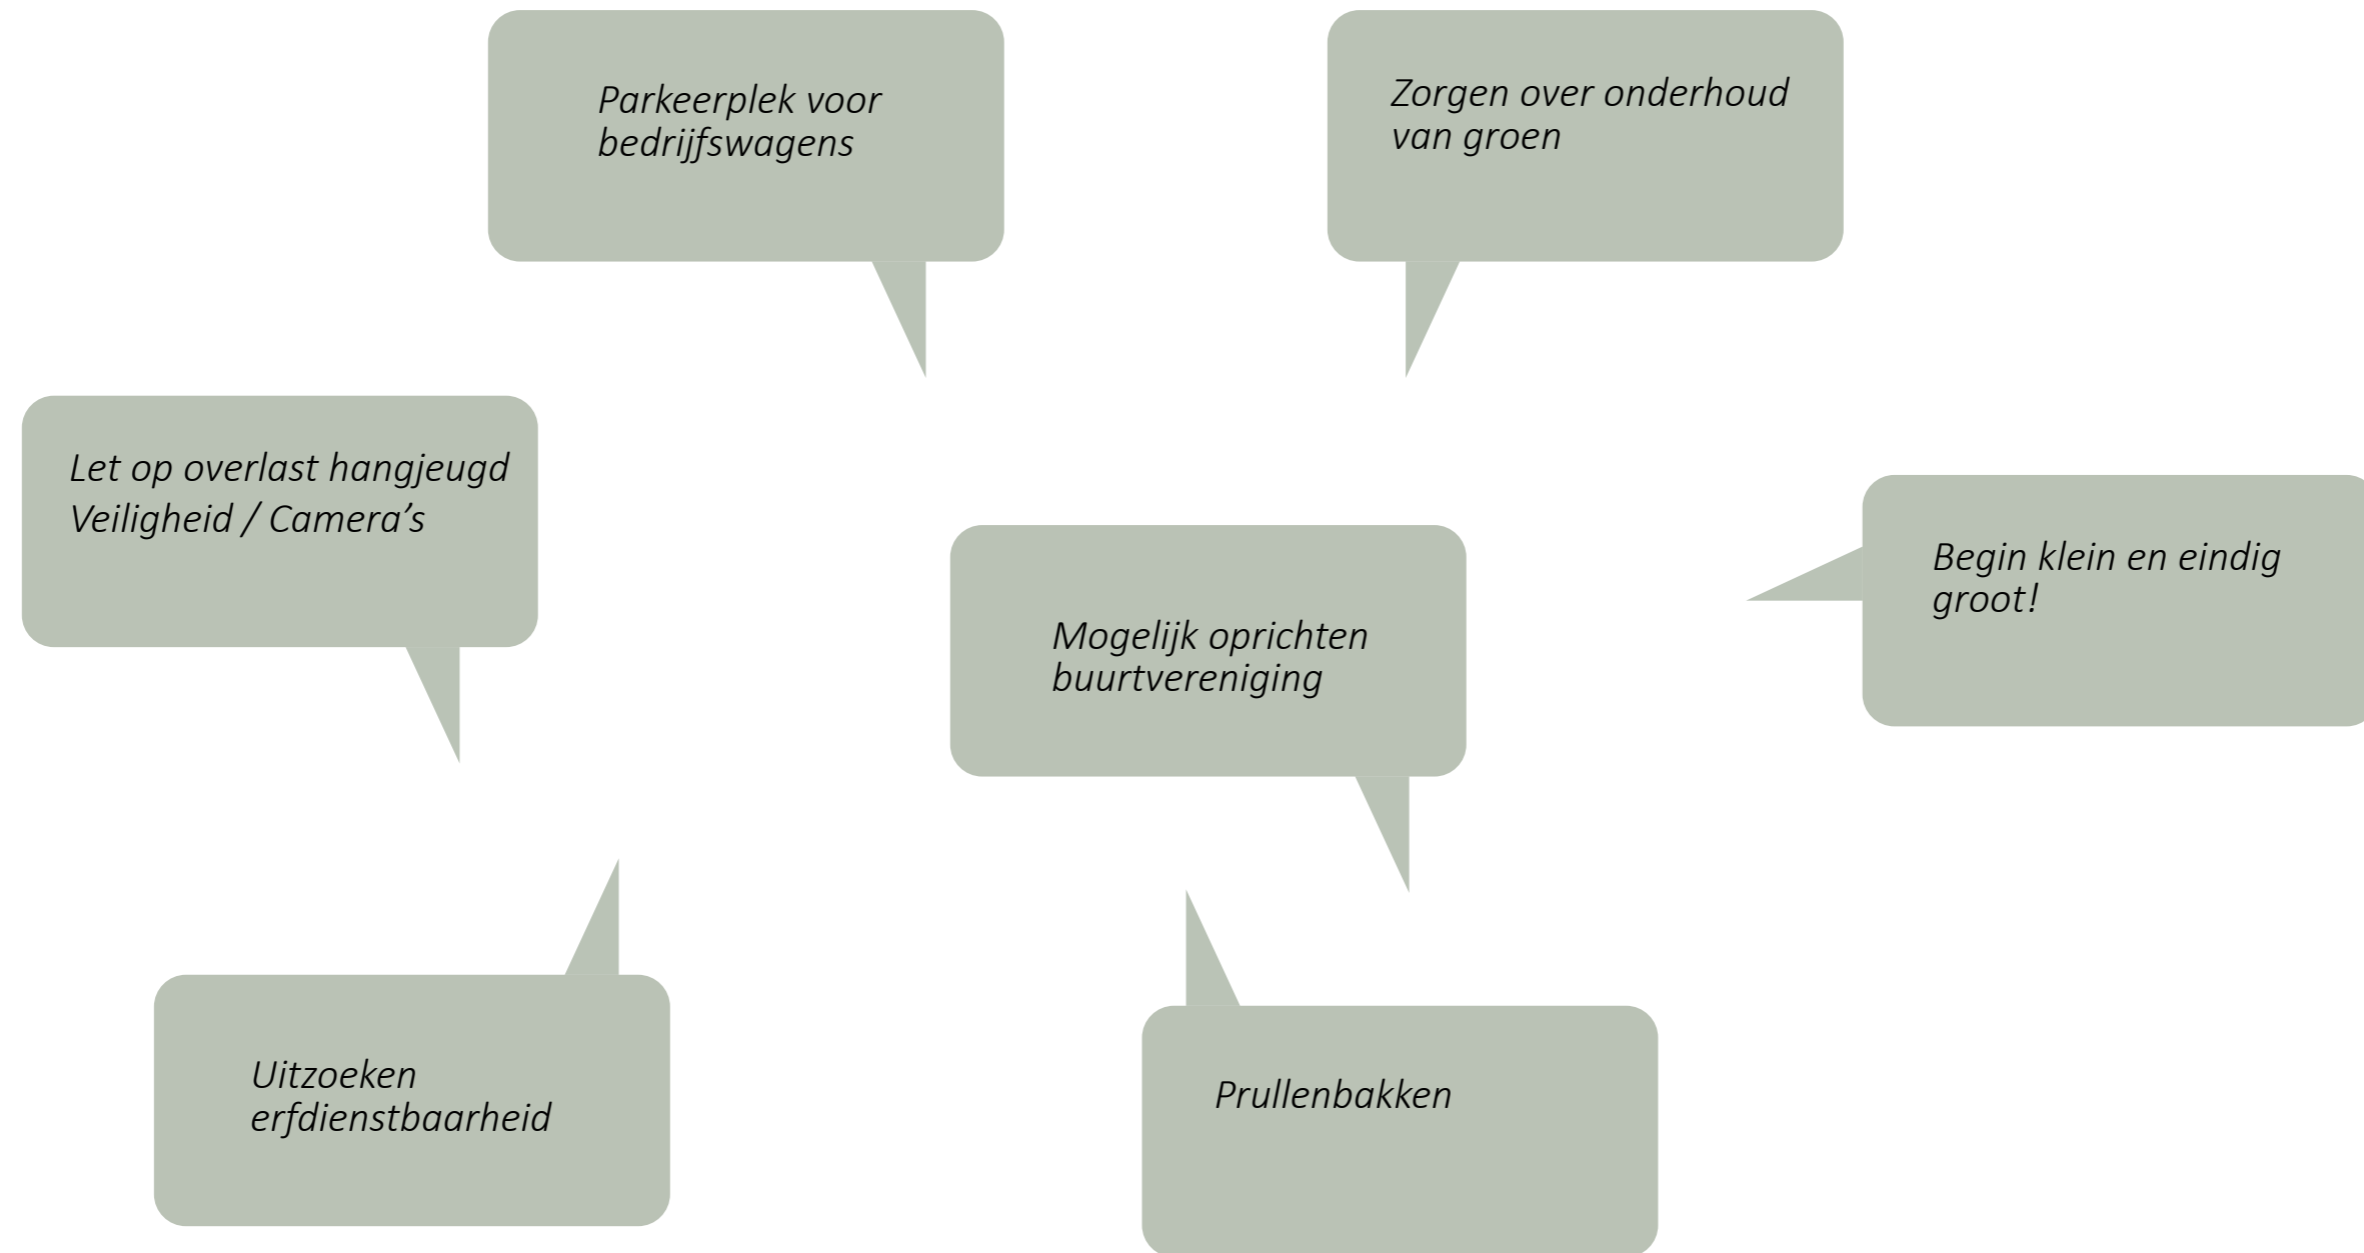 Parkeerplek voor
bedrijfswagens
Zorgen over onderhoud
van groen
Let op overlast hangjeugd
Veiligheid / Camera’s
Begin klein en eindig
groot!
Mogelijk oprichten
buurtvereniging
Uitzoeken
erfdienstbaarheid
Prullenbakken